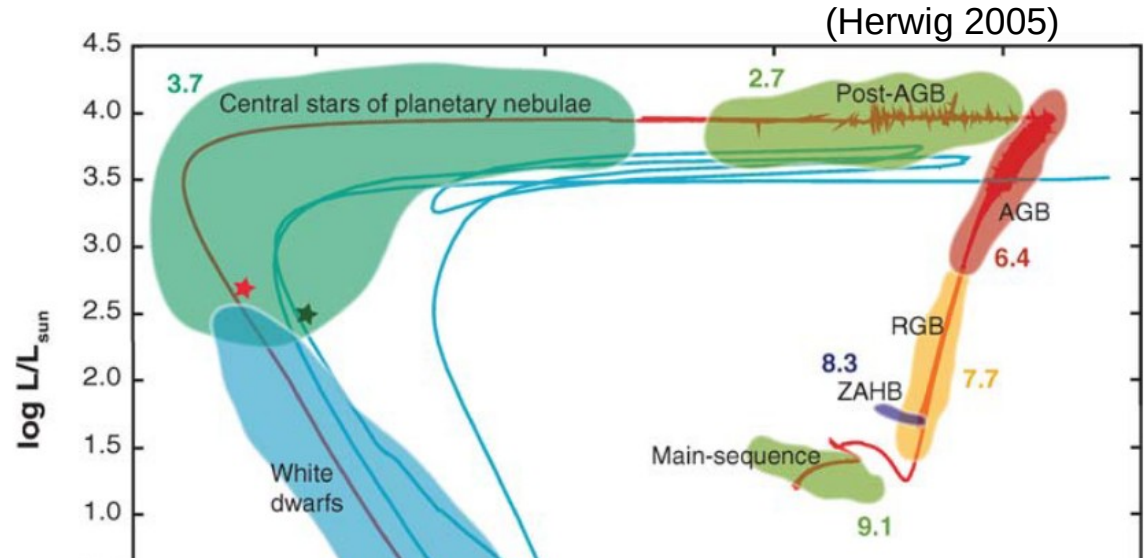 (Herwig 2005)
4.5
3.7
2.7
Central stars of planetary nebulae
Post-AGB
4.0
3.5
AGB
3.0
6.4
2.5
RGB
log L/Lsun
8.3
2.0
ZAHB
7.7
1.5
Main-sequence
White
dwarfs
1.0
9.1